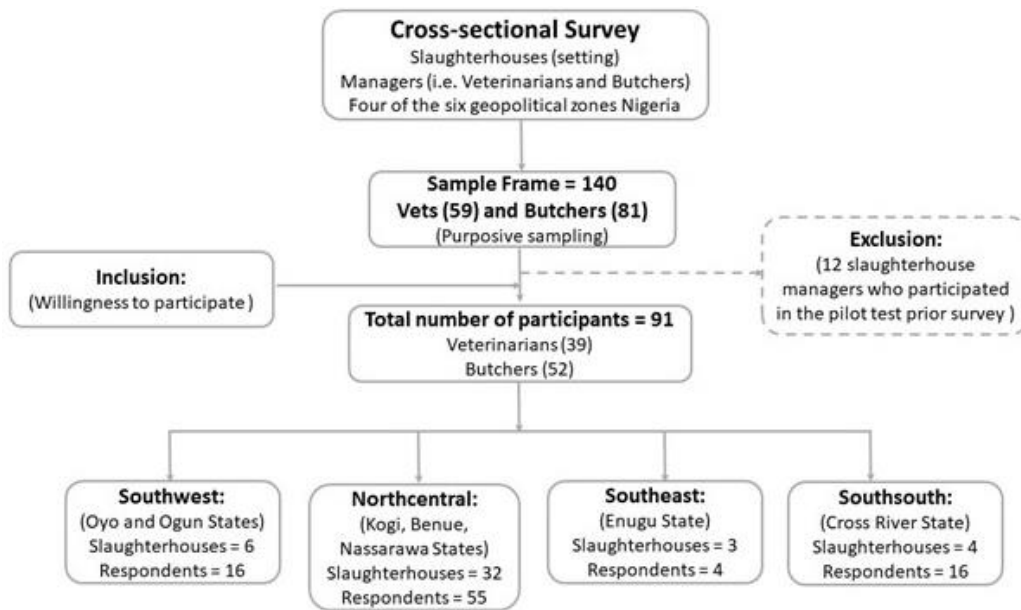 Cross-sectional Survey
Slaughterhouses (setting)
Managers (i.e. Veterinarians and Butchers)
Four of the six geopolitical zones Nigeria
Sample Frame = 140
Vets (59) and Butchers (81)
(Purposive sampling)
Inclusion:
(Willingness to participate )
Exclusion:
(12 slaughterhouse
managers who participated
in the pilot test prior survey )
Total number of participants = 91
Veterinarians (39)
Butchers (52)
Southwest:
(Oyo and Ogun States)
Slaughterhouses = 6
Respondents = 16
Northcentral:
(Kogi, Benue,
Nassarawa States)
Slaughterhouses = 32
Respondents = 55
Southeast:
(Enugu State)
Slaughterhouses = 3
Respondents = 4
Southsouth:
(Cross River State)
Slaughterhouses = 4
Respondents = 16